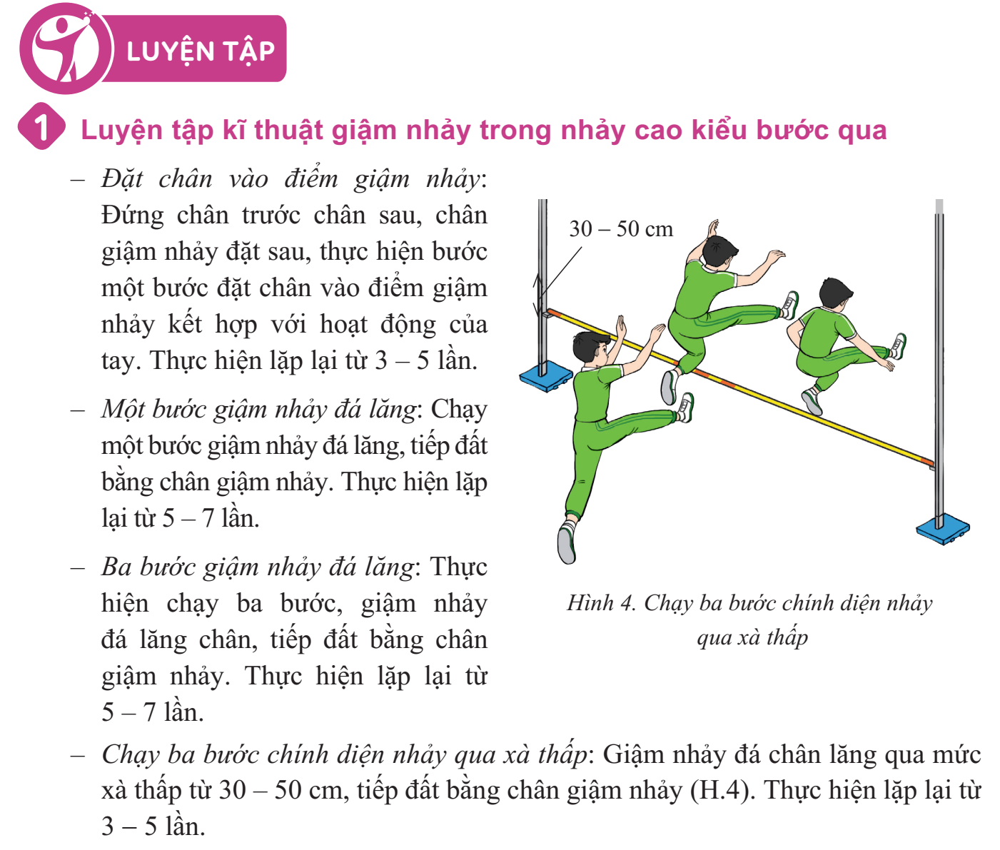 LUYỆN TẬP
1 Luyện tập kĩ thuật giậm nhảy trong nhảy cao kiểu bước qua
– Đặt chân vào điểm giậm nhảy:
Đứng chân trước chân sau, chân
giậm nhảy đặt sau, thực hiện bước
một bước đặt chân vào điểm giậm
nhảy kết hợp với hoạt động của
tay. Thực hiện lặp lại từ 3 – 5 lần.
– Một bước giậm nhảy đá lăng: Chạy
một bước giậm nhảy đá lăng, tiếp đất
bằng chân giậm nhảy. Thực hiện lặp
lại từ 5 – 7 lần.
– Ba bước giậm nhảy đá lăng: Thực
hiện chạy ba bước, giậm nhảy
đá lăng chân, tiếp đất bằng chân
giậm nhảy. Thực hiện lặp lại từ
5 – 7 lần.
30 – 50 cm
Hình 4. Chạy ba bước chính diện nhảy
qua xà thấp
– Chạy ba bước chính diện nhảy qua xà thấp: Giậm nhảy đá chân lăng qua mức
xà thấp từ 30 – 50 cm, tiếp đất bằng chân giậm nhảy (H.4). Thực hiện lặp lại từ
3 – 5 lần.